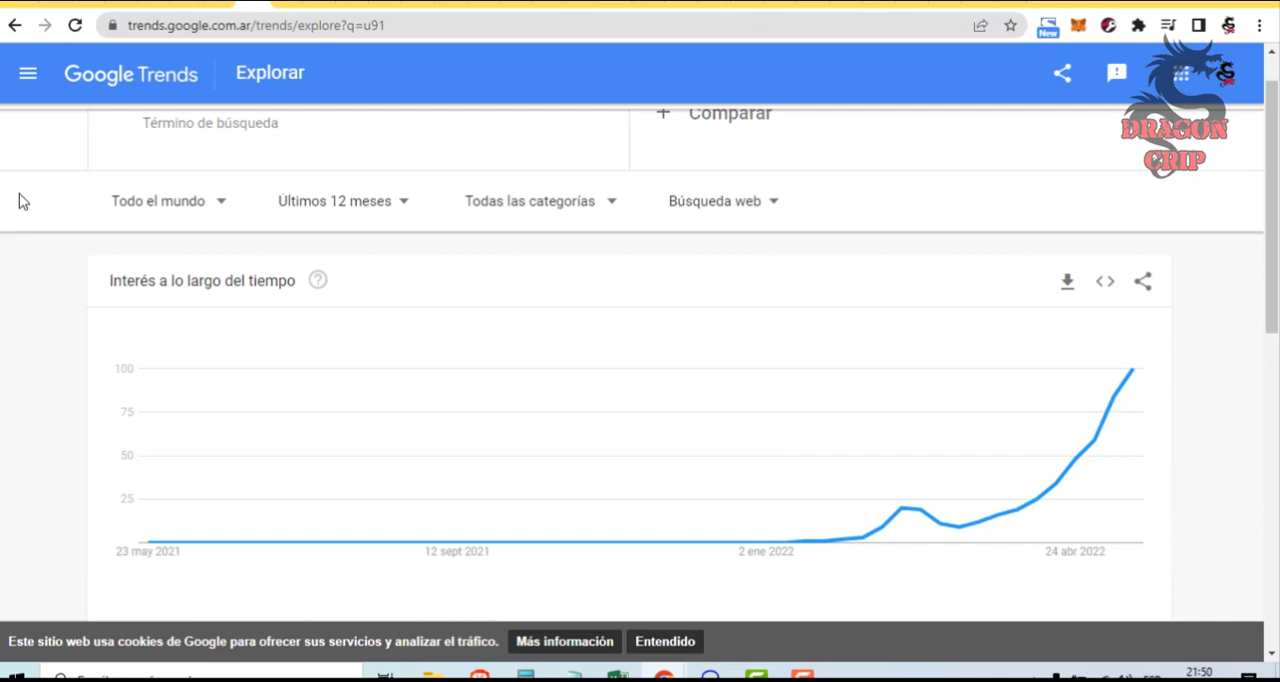 trends.google.com.ar/trends/explore?q=u91
New
Google Trends
Explorar
DRAGON
CRIP
Término de búsqueda
+ Comparar
Todo el mundo
Últimos 12 meses
Todas las categorías
Búsqueda web
Interés a lo largo del tiempo
100
75
50
25
23 may 2021
12 sept 2021
2 ene 2022
24 abr 2022
Este sitio web usa cookies de Google para ofrecer sus servicios y analizar el tráfico.
Más información
Entendido
21:50